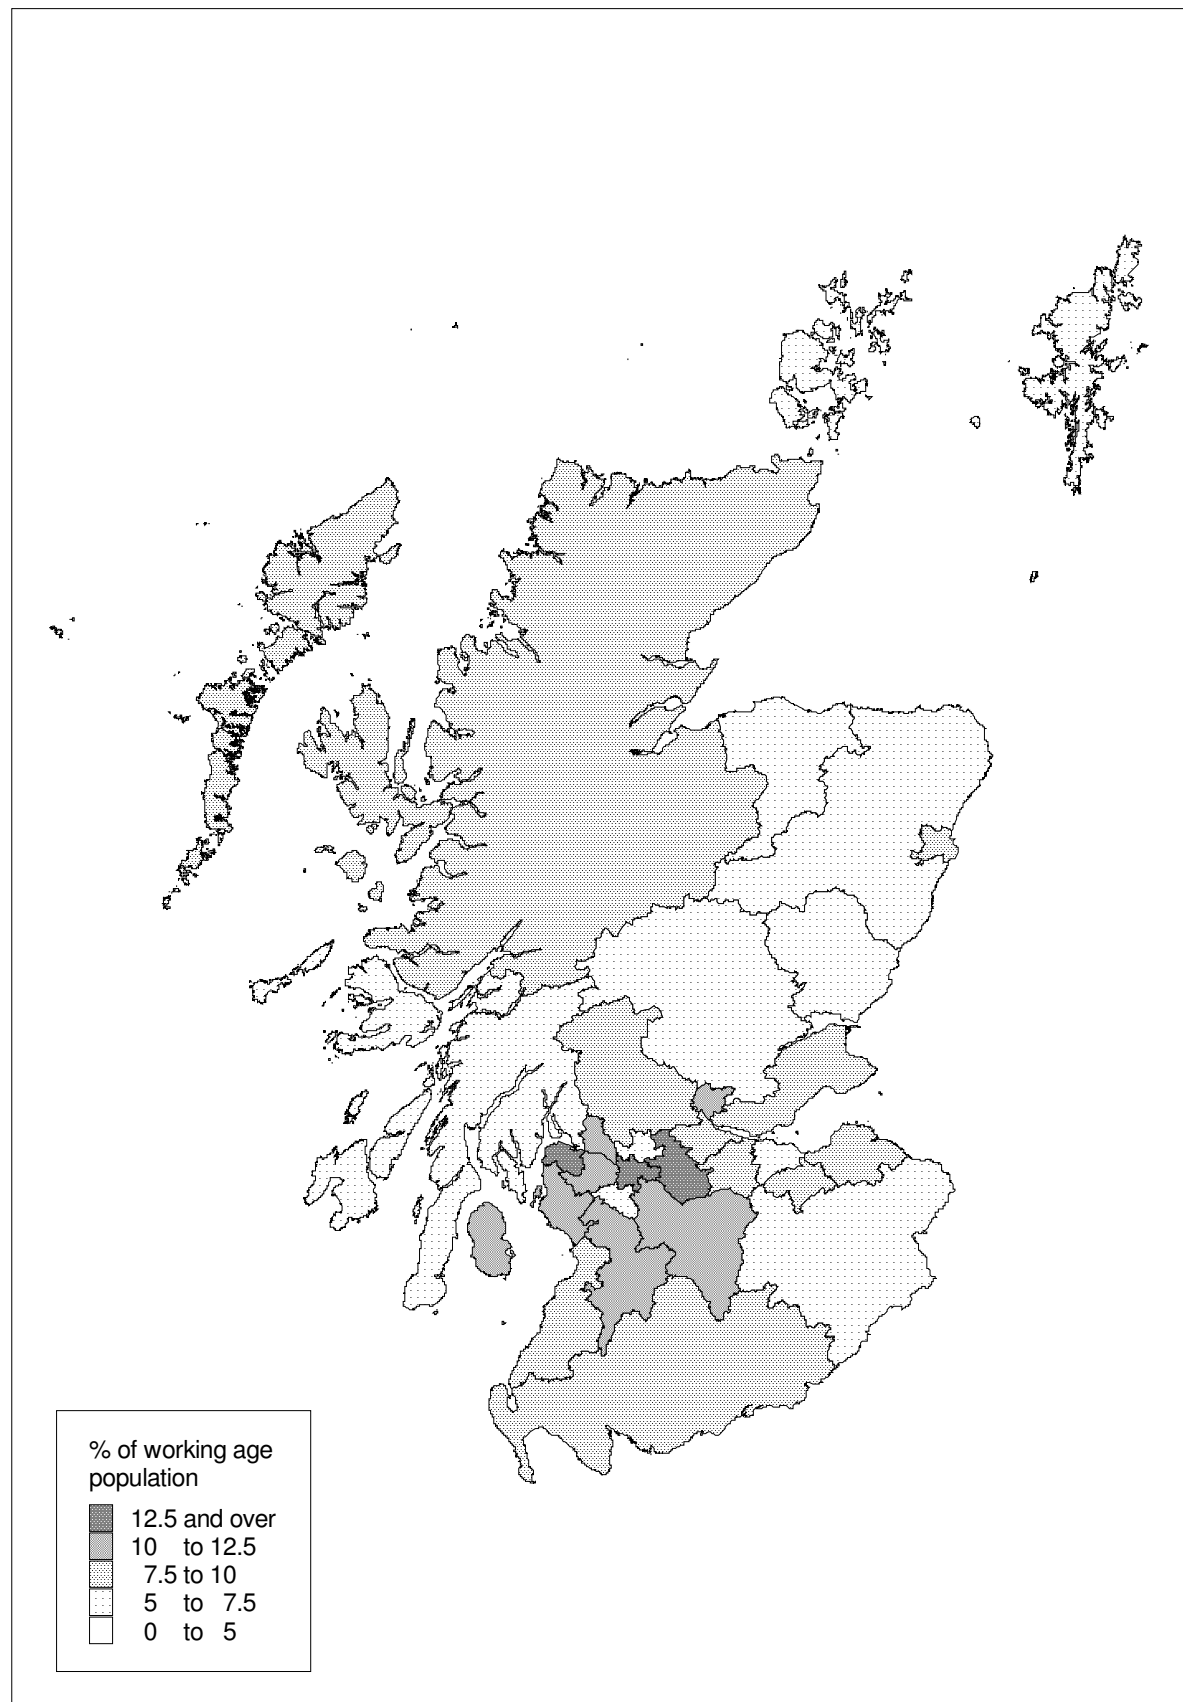 % of working age
population
12.5 and over
10 to 12.5
7.5 to 10
5 to 7.5
0 to 5